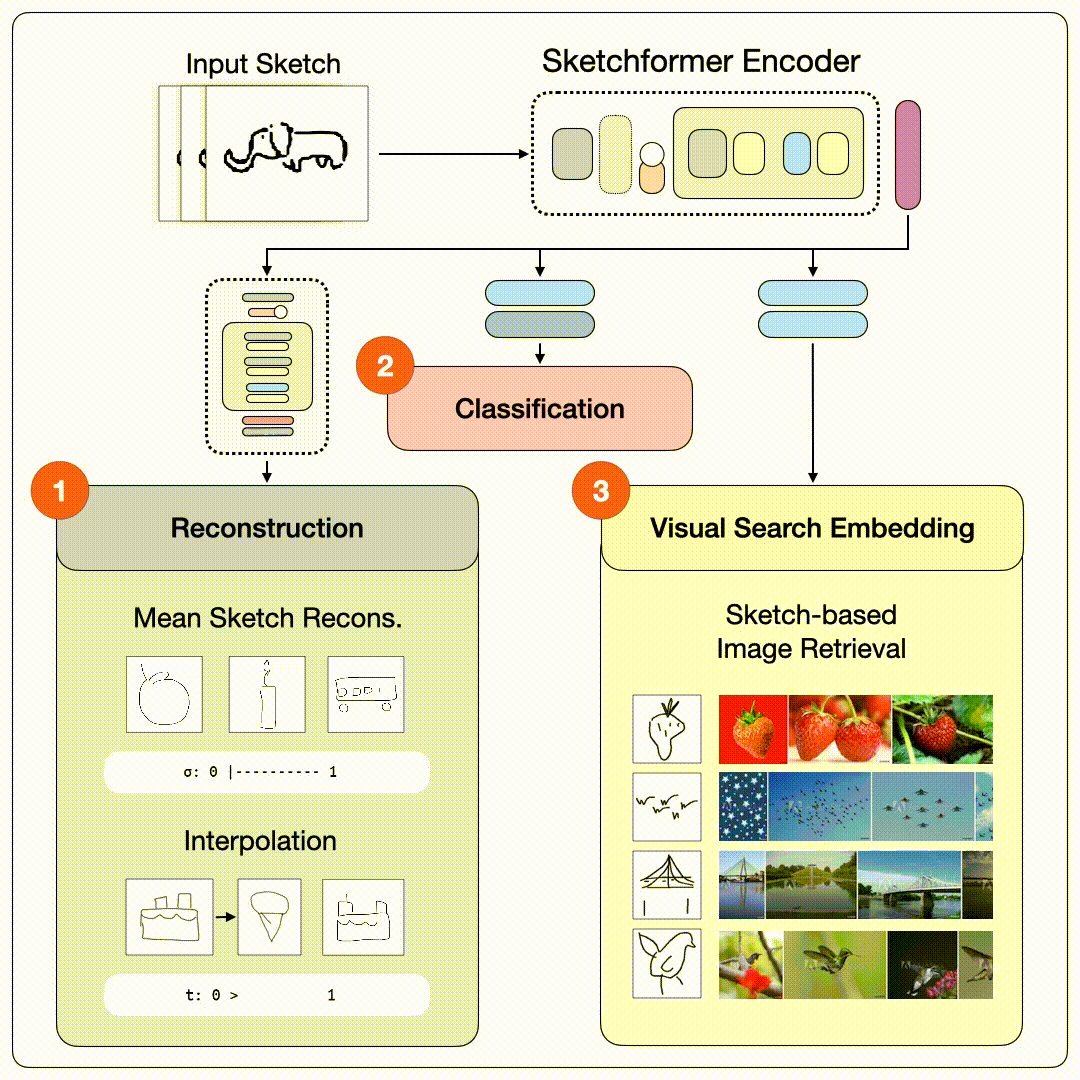 Input Sketch
Sketchformer Encoder
2
Classification
1
Reconstruction
Mean Sketch Recons.
σ: 0 |---------- 1
Interpolation
t: 0 > 1
3
Visual Search Embedding
Sketch-based
Image Retrieval